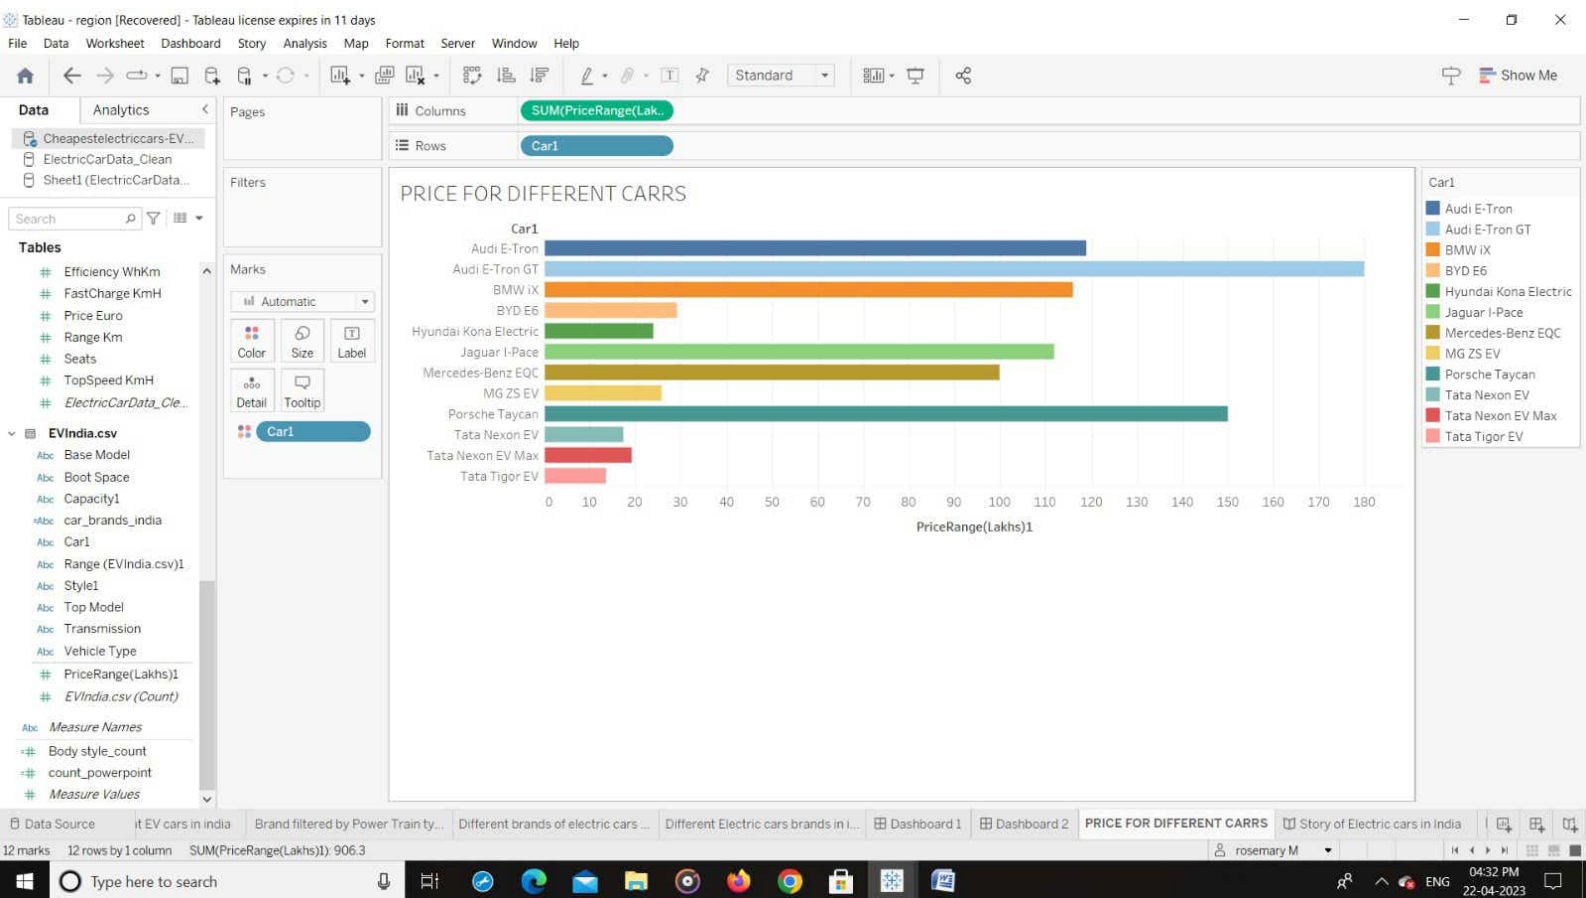 Tableau - region [Recovered] - Tableau license expires in 11 days
File Data Worksheet Dashboard Story Analysis Map Format Server Window Help
Standard
Show Me
Data Analytics
Cheapestelectriccars-EV...
ElectricCarData_Clean
Sheet1 (ElectricCarData...
Search
Tables
# Efficiency WhKm
# FastCharge KmH
# Price Euro
# Range Km
# Seats
# TopSpeed KmH
# ElectricCarData_Cle...
EVIndia.csv
Abc Base Model
Abc Boot Space
Abc Capacity1
=Abc car_brands_india
Abc Car1
Abc Range (EVIndia.csv)1
Abc Style1
Abc Top Model
Abc Transmission
Abc Vehicle Type
# PriceRange(Lakhs)1
# EVIndia.csv (Count)
Abc Measure Names
=# Body style_count
=# count_powerpoint
# Measure Values
Pages
Filters
Marks
Automatic
Color Size Label
Detail Tooltip
Car1
Columns SUM(PriceRange(Lak..
Rows Car1
PRICE FOR DIFFERENT CARRS
Car1
Audi E-Tron
Audi E-Tron GT
BMW iX
BYD E6
Hyundai Kona Electric
Jaguar I-Pace
Mercedes-Benz EQC
MG ZS EV
Porsche Taycan
Tata Nexon EV
Tata Nexon EV Max
Tata Tigor EV
0 10 20 30 40 50 60 70 80 90 100 110 120 130 140 150 160 170 180
PriceRange(Lakhs)1
Car1
Audi E-Tron
Audi E-Tron GT
BMW iX
BYD E6
Hyundai Kona Electric
Jaguar I-Pace
Mercedes-Benz EQC
MG ZS EV
Porsche Taycan
Tata Nexon EV
Tata Nexon EV Max
Tata Tigor EV
Data Source t EV cars in india Brand filtered by Power Train ty... Different brands of electric cars ... Different Electric cars brands in i... Dashboard 1 Dashboard 2 PRICE FOR DIFFERENT CARRS Story of Electric cars in India
12 marks 12 rows by 1 column SUM(PriceRange(Lakhs)1): 906.3 rosemary M
Type here to search
ENG
04:32 PM
22-04-2023